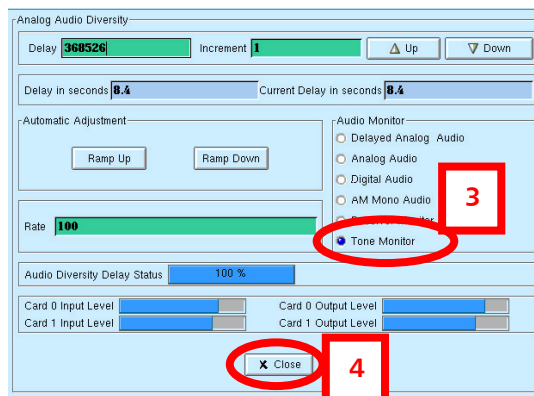 Analog Audio Diversity
Delay 368526 Increment 1 Up Down
Delay in seconds 8.4 Current Delay in seconds 8.4
Automatic Adjustment
Ramp Up Ramp Down
Rate 100
Audio Monitor
Delayed Analog Audio
Analog Audio
Digital Audio
AM Mono Audio
Tone Monitor
3
Audio Diversity Delay Status 100 %
Card 0 Input Level Card 0 Output Level
Card 1 Input Level Card 1 Output Level
X Close
4